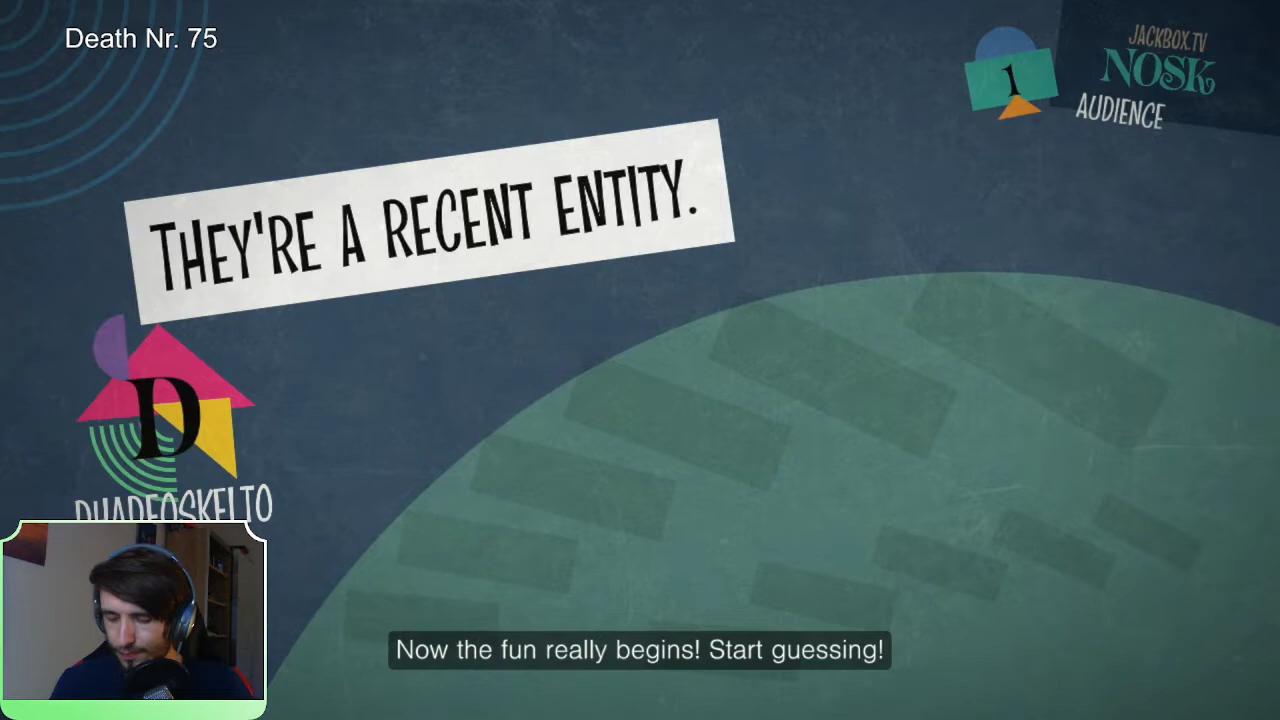 Death Nr. 75
JACKBOX.TV
NOSK
1
AUDIENCE
THEY'RE A RECENT ENTITY.
D
Now the fun really begins! Start guessing!